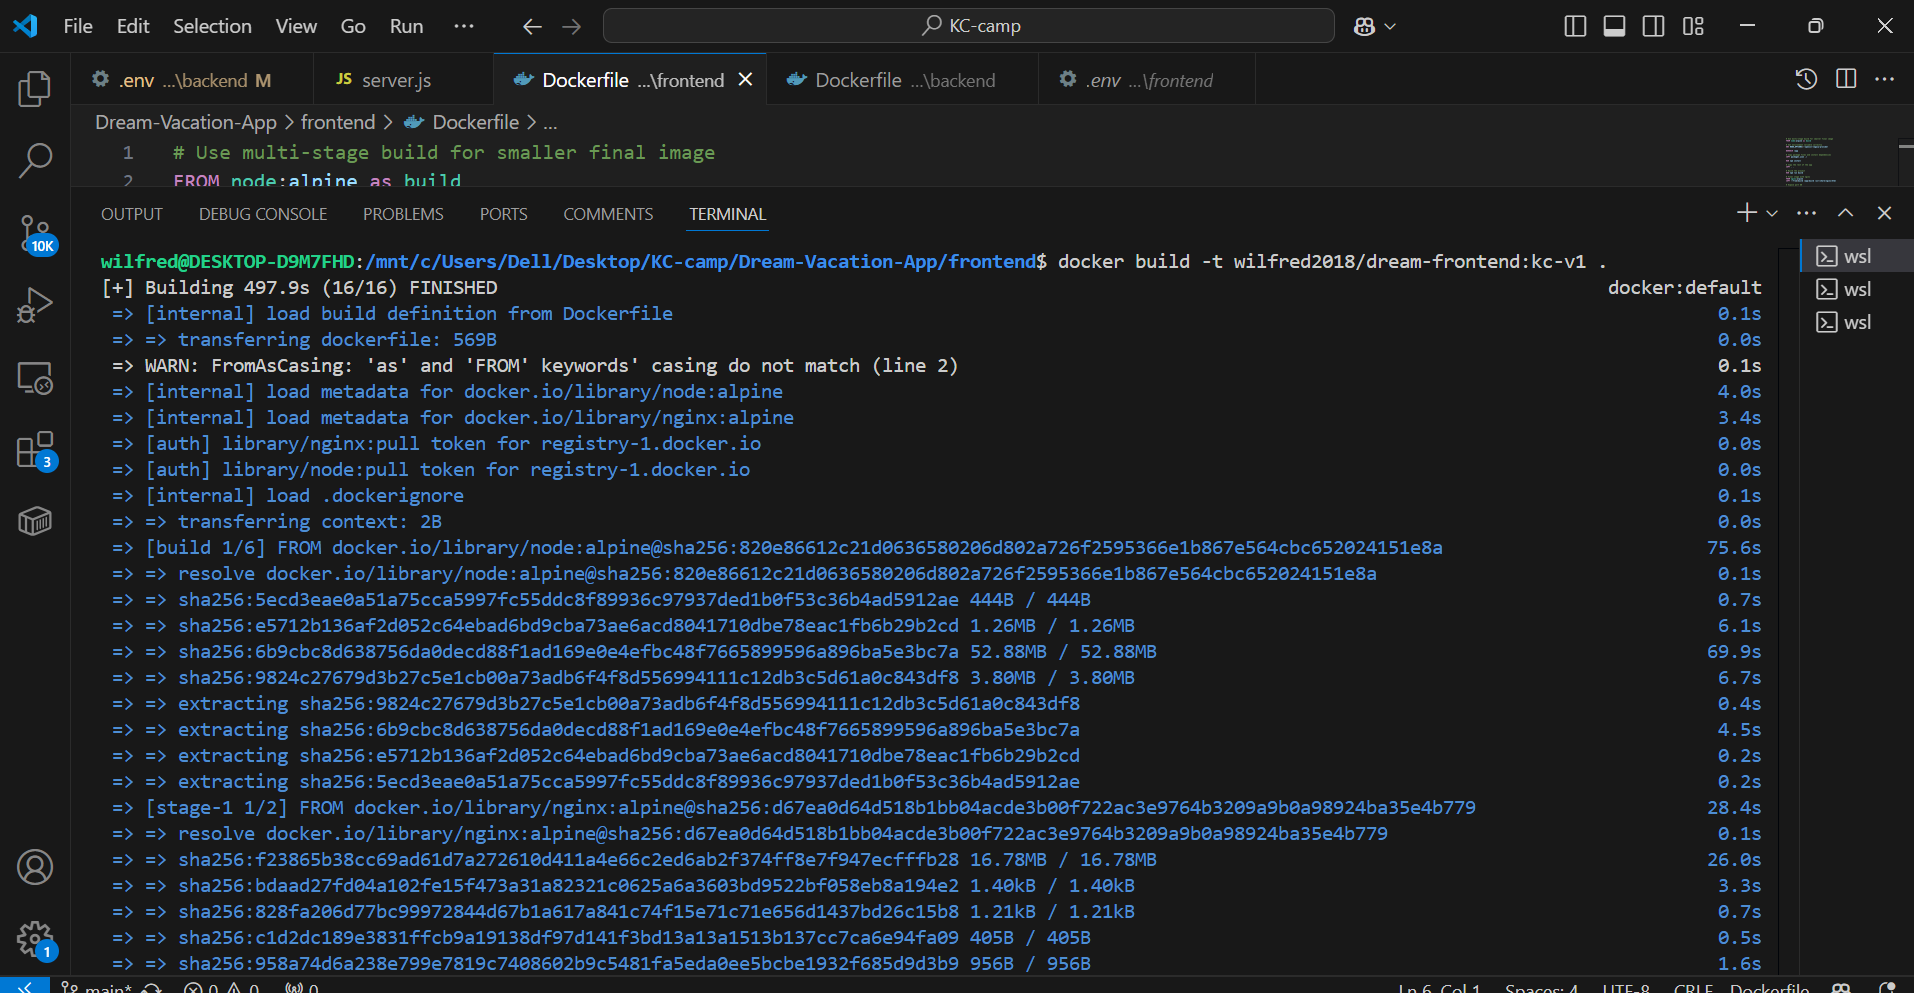 File Edit Selection View Go Run ··· KC-camp
.env ...\backend M JS server.js Dockerfile ...\frontend Dockerfile ...\backend .env ...\frontend
Dream-Vacation-App > frontend > Dockerfile > ...
1 # Use multi-stage build for smaller final image
2 FROM node:alpine as build
OUTPUT DEBUG CONSOLE PROBLEMS PORTS COMMENTS TERMINAL
wilfred@DESKTOP-D9M7FHD:/mnt/c/Users/Dell/Desktop/KC-camp/Dream-Vacation-App/frontend$ docker build -t wilfred2018/dream-frontend:kc-v1 .
[+] Building 497.9s (16/16) FINISHED docker:default
=> [internal] load build definition from Dockerfile 0.1s
=> => transferring dockerfile: 569B 0.0s
=> WARN: FromAsCasing: 'as' and 'FROM' keywords' casing do not match (line 2) 0.1s
=> [internal] load metadata for docker.io/library/node:alpine 4.0s
=> [internal] load metadata for docker.io/library/nginx:alpine 3.4s
=> [auth] library/nginx:pull token for registry-1.docker.io 0.0s
=> [auth] library/node:pull token for registry-1.docker.io 0.0s
=> [internal] load .dockerignore 0.1s
=> => transferring context: 2B 0.0s
=> [build 1/6] FROM docker.io/library/node:alpine@sha256:820e86612c21d0636580206d802a726f2595366e1b867e564cbc652024151e8a 75.6s
=> => resolve docker.io/library/node:alpine@sha256:820e86612c21d0636580206d802a726f2595366e1b867e564cbc652024151e8a 0.1s
=> => sha256:5ecd3eae0a51a75cca5997fc55ddc8f89936c97937ded1b0f53c36b4ad5912ae 444B / 444B 0.7s
=> => sha256:e5712b136af2d052c64ebad6bd9cba73ae6acd8041710dbe78eac1fb6b29b2cd 1.26MB / 1.26MB 6.1s
=> => sha256:6b9cbc8d638756da0decd88f1ad169e0e4efbc48f7665899596a896ba5e3bc7a 52.88MB / 52.88MB 69.9s
=> => sha256:9824c27679d3b27c5e1cb00a73adb6f4f8d556994111c12db3c5d61a0c843df8 3.80MB / 3.80MB 6.7s
=> => extracting sha256:9824c27679d3b27c5e1cb00a73adb6f4f8d556994111c12db3c5d61a0c843df8 0.4s
=> => extracting sha256:6b9cbc8d638756da0decd88f1ad169e0e4efbc48f7665899596a896ba5e3bc7a 4.5s
=> => extracting sha256:e5712b136af2d052c64ebad6bd9cba73ae6acd8041710dbe78eac1fb6b29b2cd 0.2s
=> => extracting sha256:5ecd3eae0a51a75cca5997fc55ddc8f89936c97937ded1b0f53c36b4ad5912ae 0.2s
=> [stage-1 1/2] FROM docker.io/library/nginx:alpine@sha256:d67ea0d64d518b1bb04acde3b00f722ac3e9764b3209a9b0a98924ba35e4b779 28.4s
=> => resolve docker.io/library/nginx:alpine@sha256:d67ea0d64d518b1bb04acde3b00f722ac3e9764b3209a9b0a98924ba35e4b779 0.1s
=> => sha256:f23865b38cc69ad61d7a272610d411a4e66c2ed6ab2f374ff8e7f947ecfffb28 16.78MB / 16.78MB 26.0s
=> => sha256:bdaad27fd04a102fe15f473a31a82321c0625a6a3603bd9522bf058eb8a194e2 1.40kB / 1.40kB 3.3s
=> => sha256:828fa206d77bc99972844d67b1a617a841c74f15e71c71e656d1437bd26c15b8 1.21kB / 1.21kB 0.7s
=> => sha256:c1d2dc189e3831ffcb9a19138df97d141f3bd13a13a1513b137cc7ca6e94fa09 405B / 405B 0.5s
=> => sha256:958a74d6a238e799e7819c7408602b9c5481fa5eda0ee5bcbe1932f685d9d3b9 956B / 956B 1.6s
wsl
wsl
wsl
10K
3
1
main* 0 0 0 Ln 6, Col 1 Spaces: 4 UTF-8 CRLF Dockerfile